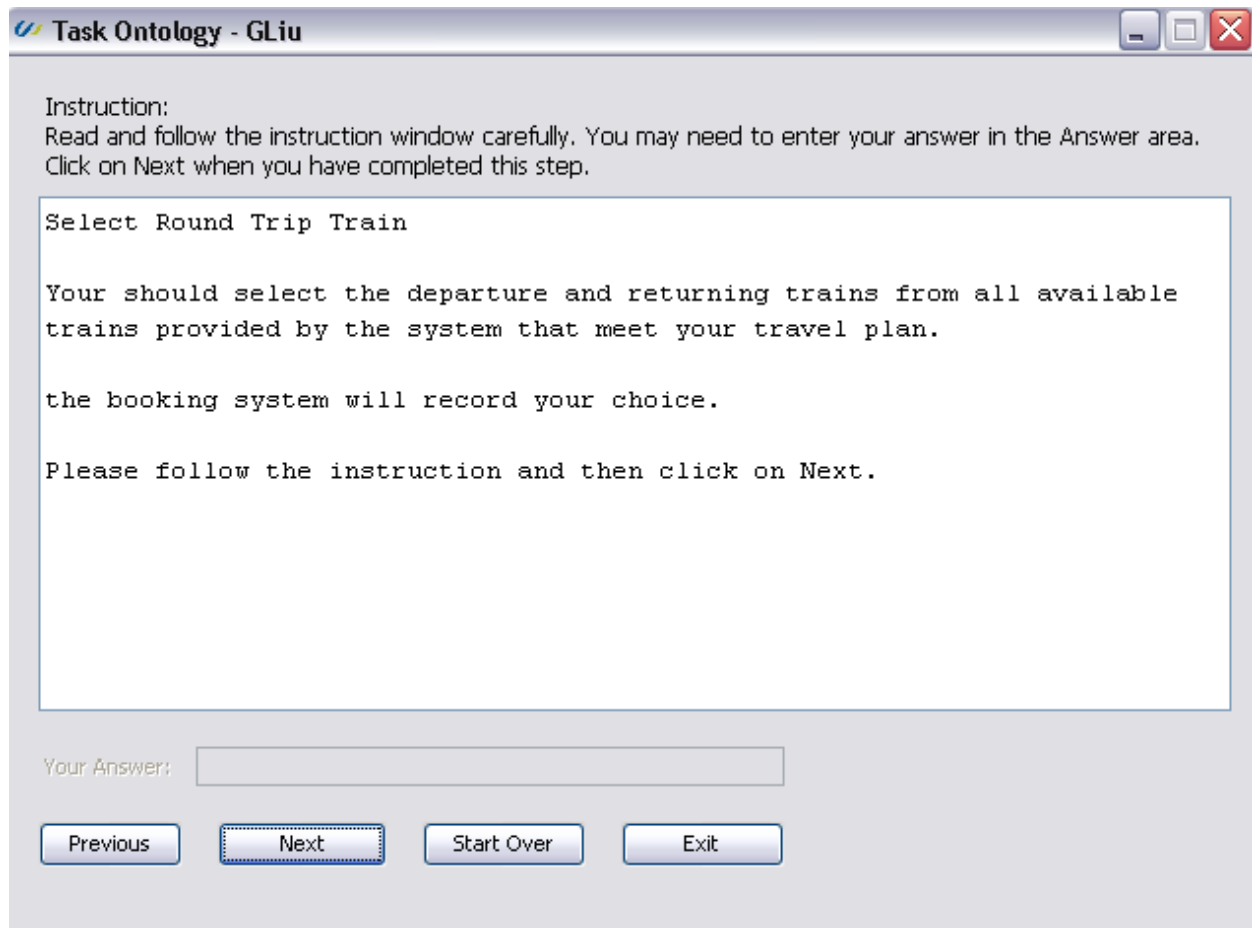 Task Ontology - GLiu
Instruction:
Read and follow the instruction window carefully. You may need to enter your answer in the Answer area.
Click on Next when you have completed this step.
Select Round Trip Train
Your should select the departure and returning trains from all available
trains provided by the system that meet your travel plan.
the booking system will record your choice.
Please follow the instruction and then click on Next.
Your Answer:
Previous Next Start Over Exit